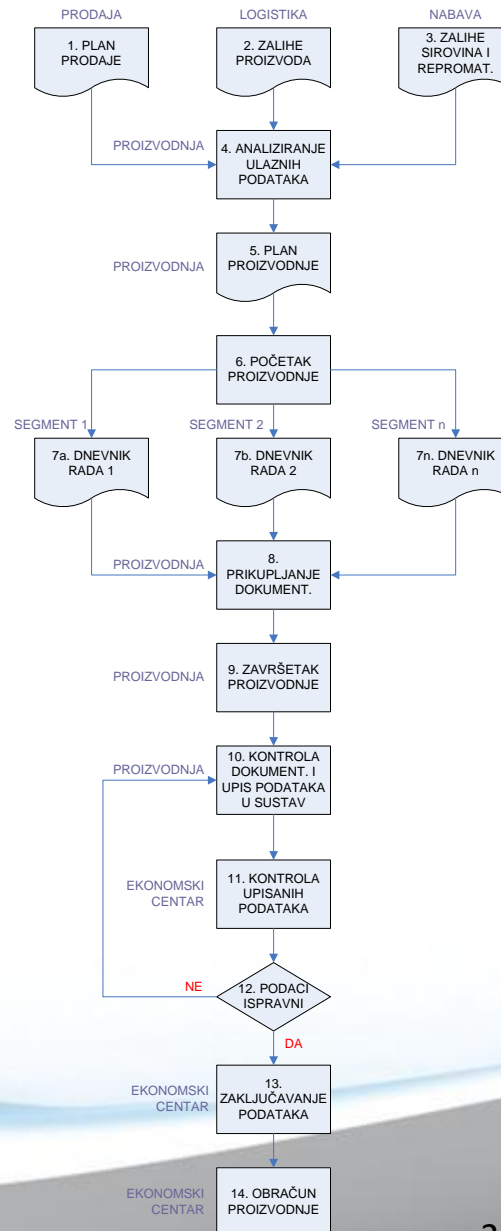 PRODAJA
LOGISTIKA
NABAVA
1. PLAN
PRODAJE
2. ZALIHE
PROIZVODA
3. ZALIHE
SIROVINA I
REPROMAT.
PROIZVODNJA
4. ANALIZIRANJE
ULAZNIH
PODATAKA
PROIZVODNJA
5. PLAN
PROIZVODNJE
6. POČETAK
PROIZVODNJE
SEGMENT 1
SEGMENT 2
SEGMENT n
7a. DNEVNIK
RADA 1
7b. DNEVNIK
RADA 2
7n. DNEVNIK
RADA n
PROIZVODNJA
8.
PRIKUPLJANJE
DOKUMENT.
PROIZVODNJA
9. ZAVRŠETAK
PROIZVODNJE
PROIZVODNJA
10. KONTROLA
DOKUMENT. I
UPIS PODATAKA
U SUSTAV
EKONOMSKI
CENTAR
11. KONTROLA
UPISANIH
PODATAKA
NE
12. PODACI
ISPRAVNI
DA
EKONOMSKI
CENTAR
13.
ZAKLJUČAVANJE
PODATAKA
EKONOMSKI
CENTAR
14. OBRAČUN
PROIZVODNJE